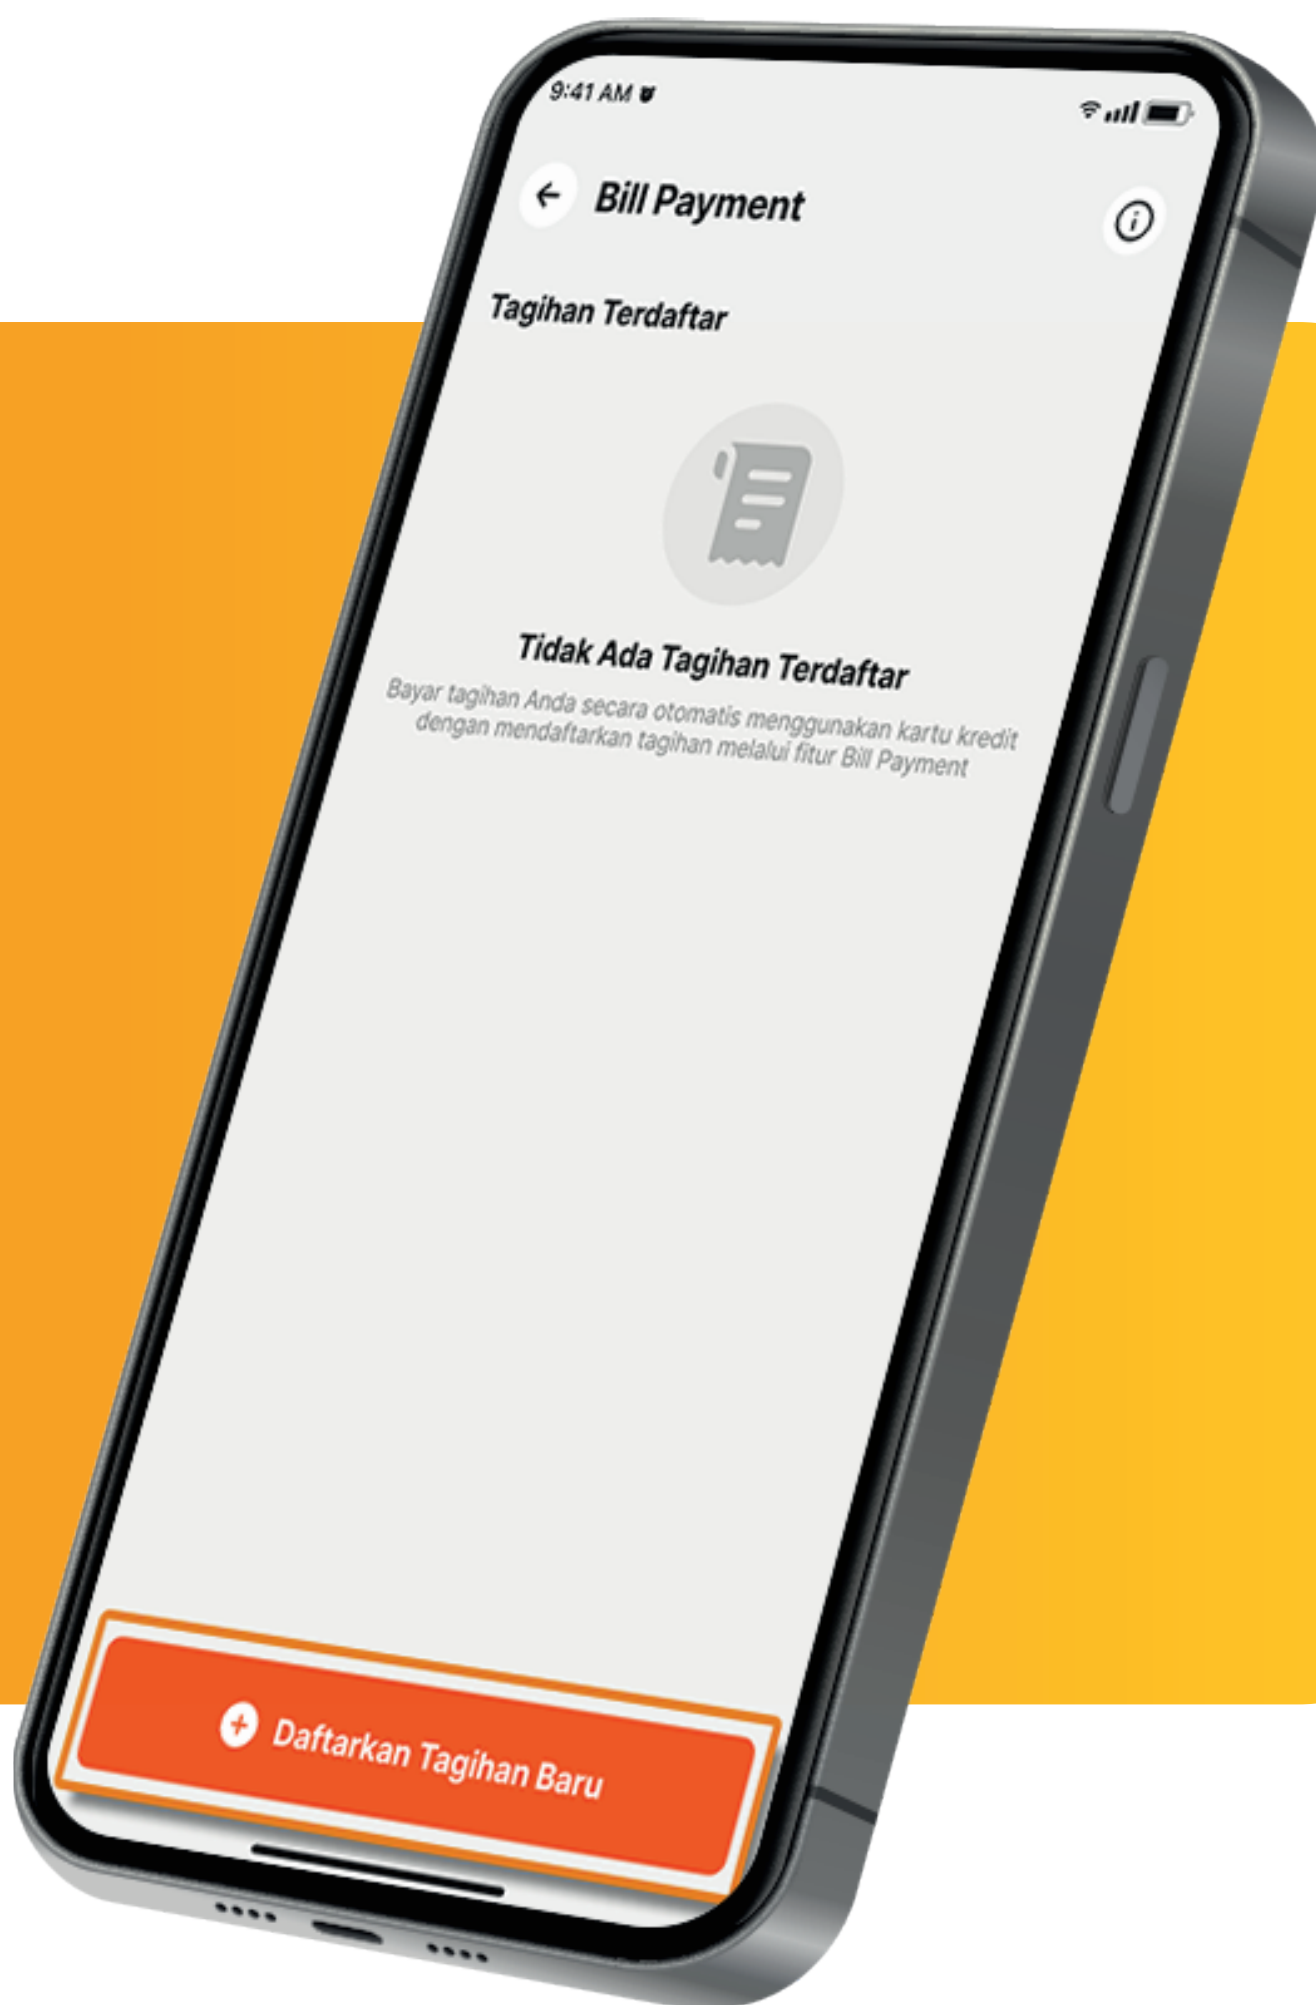 9:41 AM
Bill Payment
Tagihan Terdaftar
Tidak Ada Tagihan Terdaftar
Bayar tagihan Anda secara otomatis menggunakan kartu kredit
dengan mendaftarkan tagihan melalui fitur Bill Payment
Daftarkan Tagihan Baru